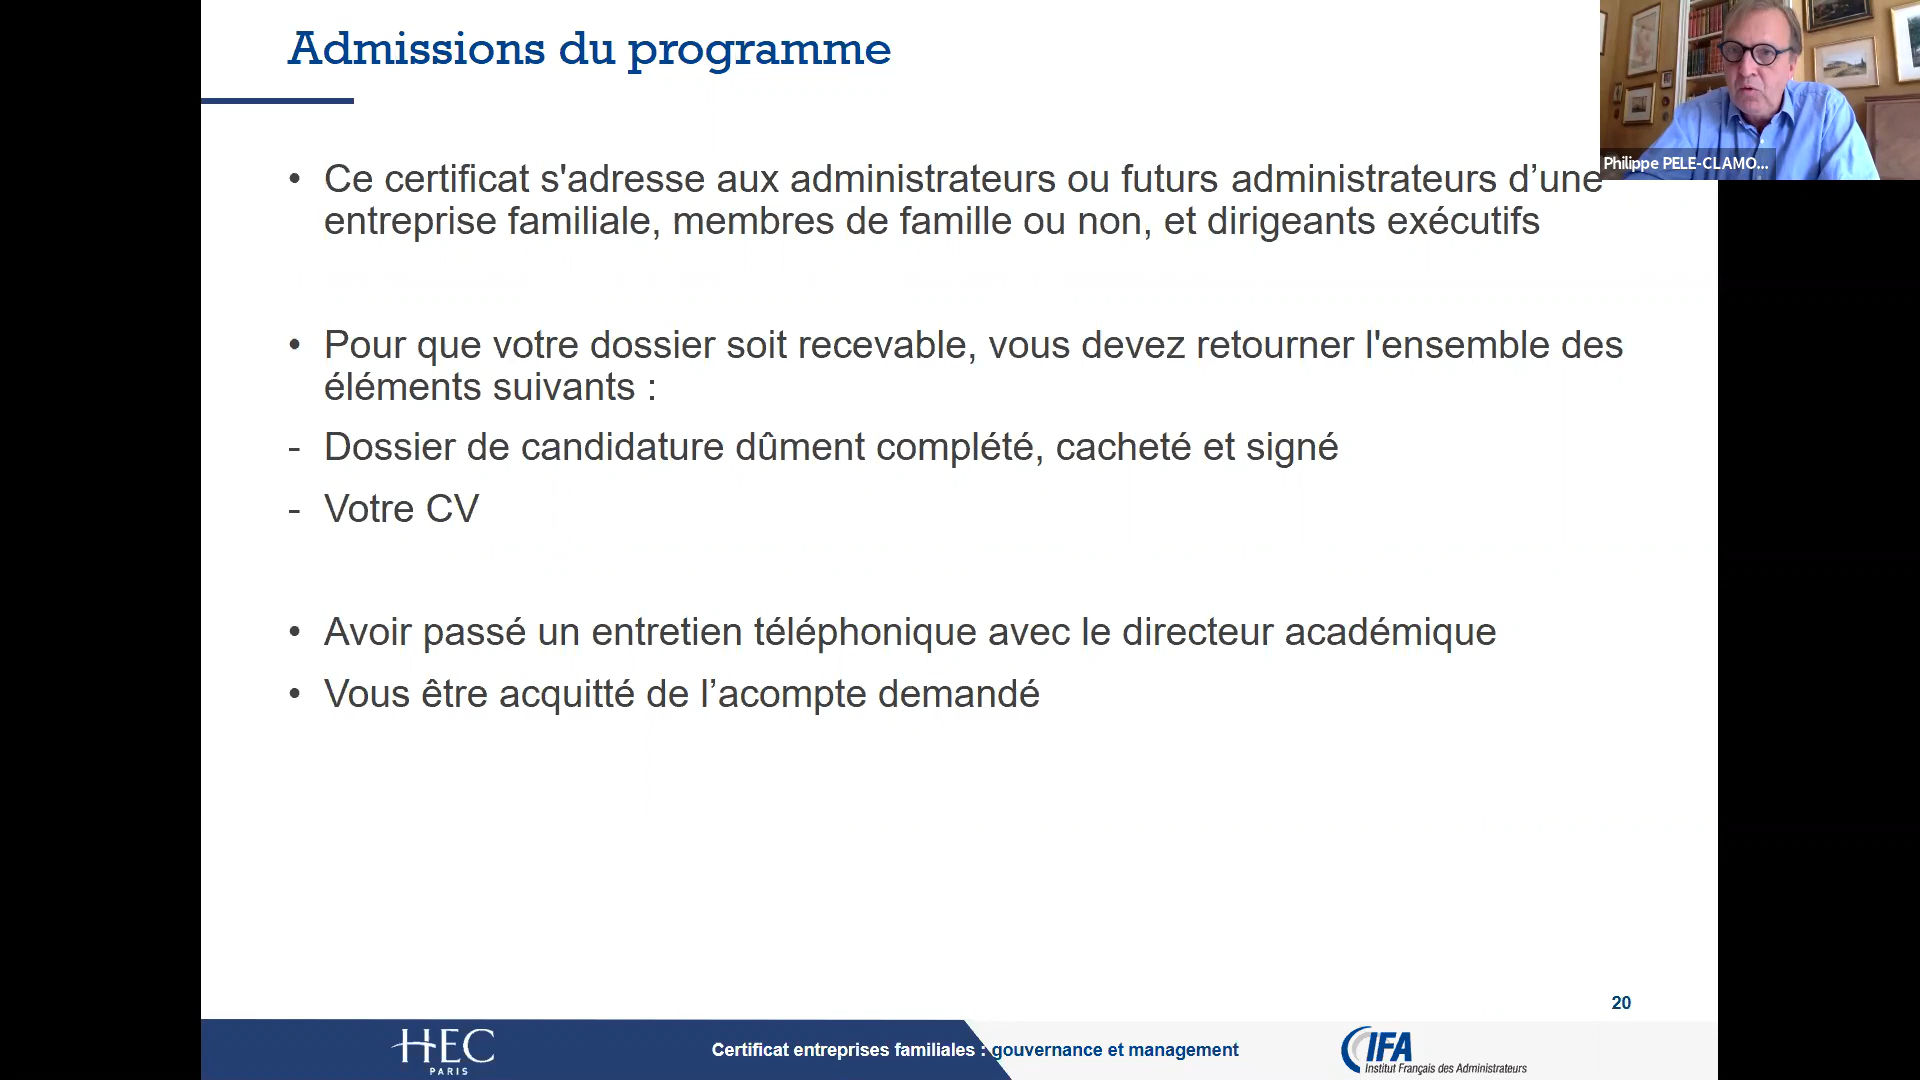 Admissions du programme
Philippe PELE-CLAMO...
• Ce certificat s'adresse aux administrateurs ou futurs administrateurs d’une
entreprise familiale, membres de famille ou non, et dirigeants exécutifs
• Pour que votre dossier soit recevable, vous devez retourner l'ensemble des
éléments suivants :
- Dossier de candidature dûment complété, cacheté et signé
- Votre CV
• Avoir passé un entretien téléphonique avec le directeur académique
• Vous être acquitté de l’acompte demandé
20
HEC
PARIS
Certificat entreprises familiales : gouvernance et management
IFA
Institut Français des Administrateurs